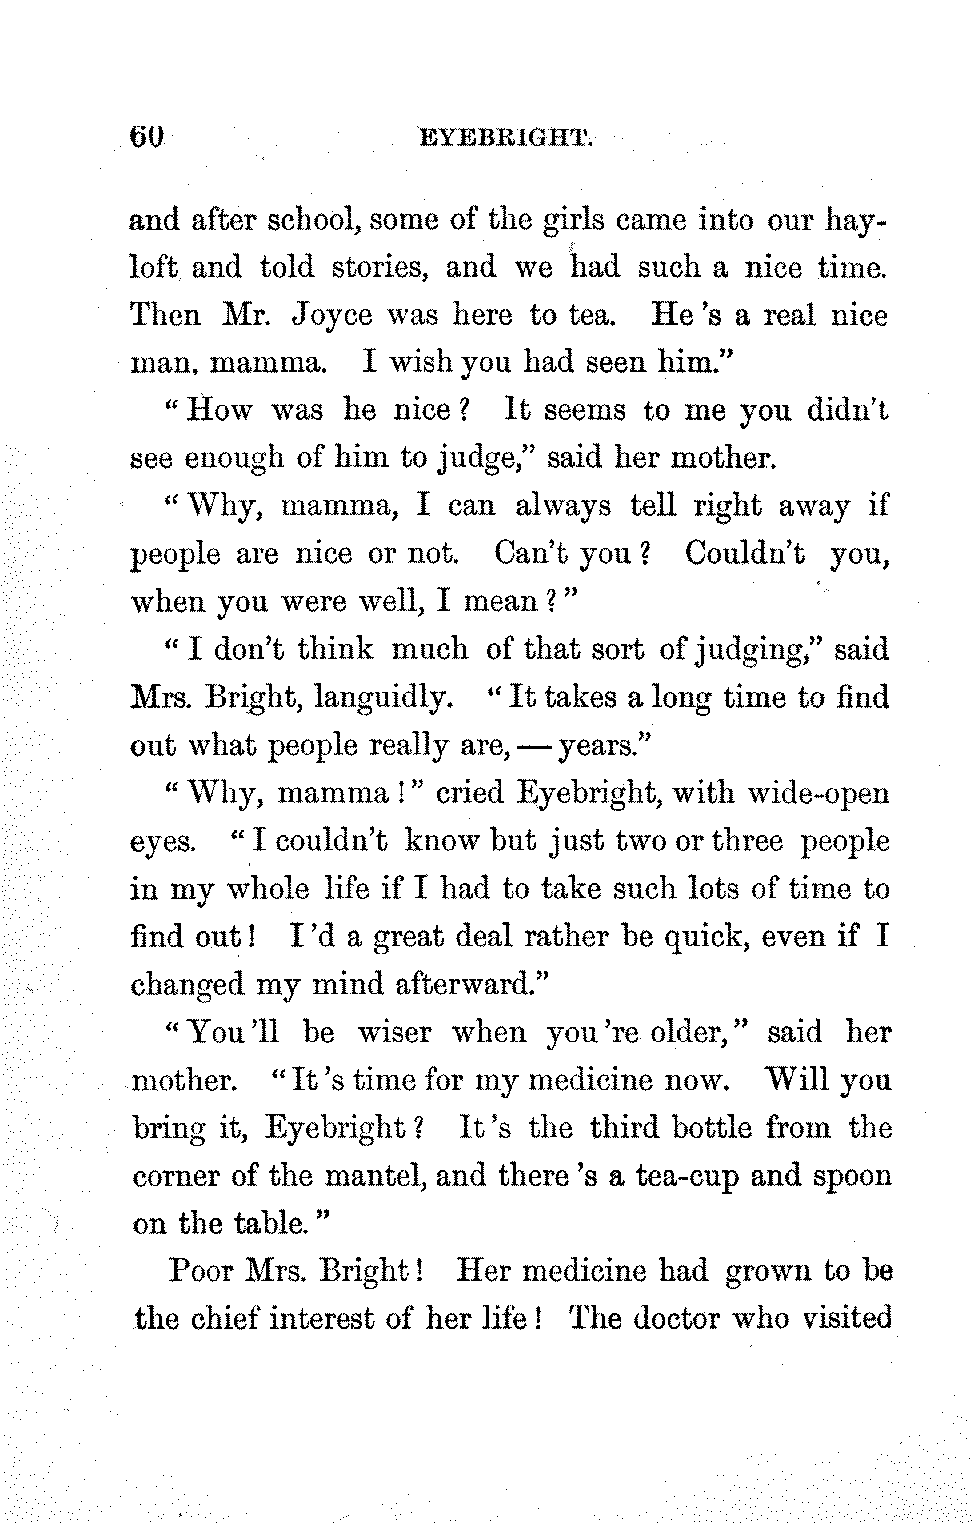 60 EYEBRIGHT.
and after school, some of the girls came into our hay-
loft and told stories, and we had such a nice time.
Then Mr. Joyce was here to tea. He 's a real nice
man, mamma. I wish you had seen him."
"How was he nice? It seems to me you didn't
see enough of him to judge," said her mother.
"Why, mamma, I can always tell right away if
people are nice or not. Can't you? Couldn't you,
when you were well, I mean?"
"I don't think much of that sort of judging," said
Mrs. Bright, languidly. "It takes a long time to find
out what people really are,—years."
"Why, mamma!" cried Eyebright, with wide-open
eyes. "I couldn't know but just two or three people
in my whole life if I had to take such lots of time to
find out! I 'd a great deal rather be quick, even if I
changed my mind afterward."
"You 'll be wiser when you 're older," said her
mother. "It 's time for my medicine now. Will you
bring it, Eyebright? It 's the third bottle from the
corner of the mantel, and there 's a tea-cup and spoon
on the table."
Poor Mrs. Bright! Her medicine had grown to be
the chief interest of her life! The doctor who visited